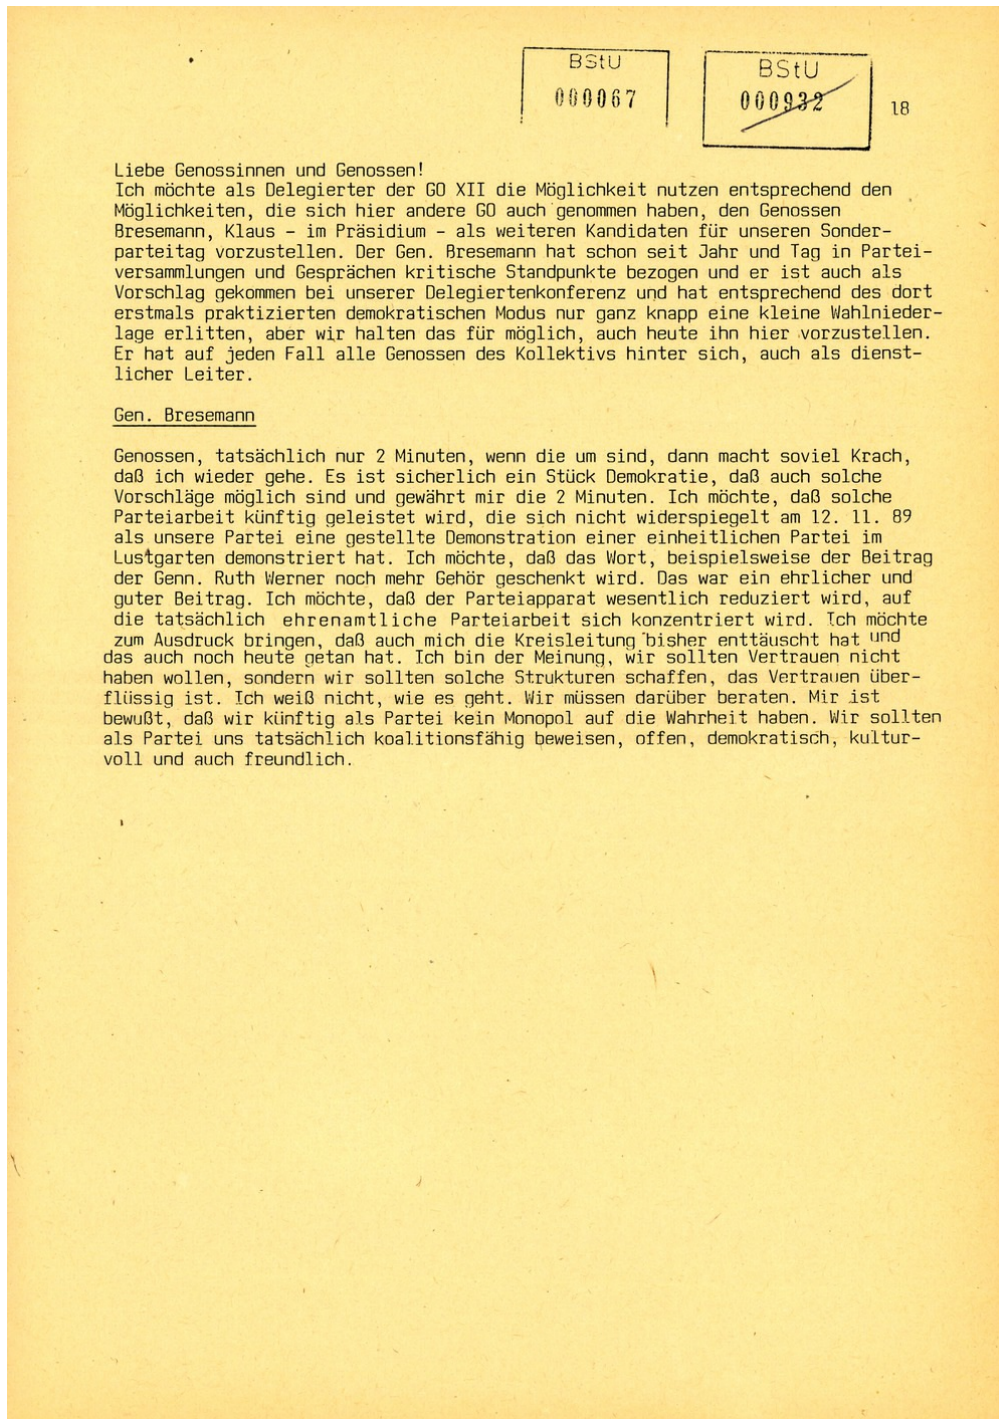 BStU
000067
BStU
000932
18
Liebe Genossinnen und Genossen!
Ich möchte als Delegierter der GO XII die Möglichkeit nutzen entsprechend den
Möglichkeiten, die sich hier andere GO auch genommen haben, den Genossen
Bresemann, Klaus - im Präsidium - als weiteren Kandidaten für unseren Sonder-
parteitag vorzustellen. Der Gen. Bresemann hat schon seit Jahr und Tag in Partei-
versammlungen und Gesprächen kritische Standpunkte bezogen und er ist auch als
Vorschlag gekommen bei unserer Delegiertenkonferenz und hat entsprechend des dort
erstmals praktizierten demokratischen Modus nur ganz knapp eine kleine Wahlnieder-
lage erlitten, aber wir halten das für möglich, auch heute ihn hier vorzustellen.
Er hat auf jeden Fall alle Genossen des Kollektivs hinter sich, auch als dienst-
licher Leiter.
Gen. Bresemann
Genossen, tatsächlich nur 2 Minuten, wenn die um sind, dann macht soviel Krach,
daß ich wieder gehe. Es ist sicherlich ein Stück Demokratie, daß auch solche
Vorschläge möglich sind und gewährt mir die 2 Minuten. Ich möchte, daß solche
Parteiarbeit künftig geleistet wird, die sich nicht widerspiegelt am 12. 11. 89
als unsere Partei eine gestellte Demonstration einer einheitlichen Partei im
Lustgarten demonstriert hat. Ich möchte, daß das Wort, beispielsweise der Beitrag
der Genn. Ruth Werner noch mehr Gehör geschenkt wird. Das war ein ehrlicher und
guter Beitrag. Ich möchte, daß der Parteiapparat wesentlich reduziert wird, auf
die tatsächlich ehrenamtliche Parteiarbeit sich konzentriert wird. Ich möchte
zum Ausdruck bringen, daß auch mich die Kreisleitung bisher enttäuscht hat und
das auch noch heute getan hat. Ich bin der Meinung, wir sollten Vertrauen nicht
haben wollen, sondern wir sollten solche Strukturen schaffen, das Vertrauen über-
flüssig ist. Ich weiß nicht, wie es geht. Wir müssen darüber beraten. Mir ist
bewußt, daß wir künftig als Partei kein Monopol auf die Wahrheit haben. Wir sollten
als Partei uns tatsächlich koalitionsfähig beweisen, offen, demokratisch, kultur-
voll und auch freundlich.